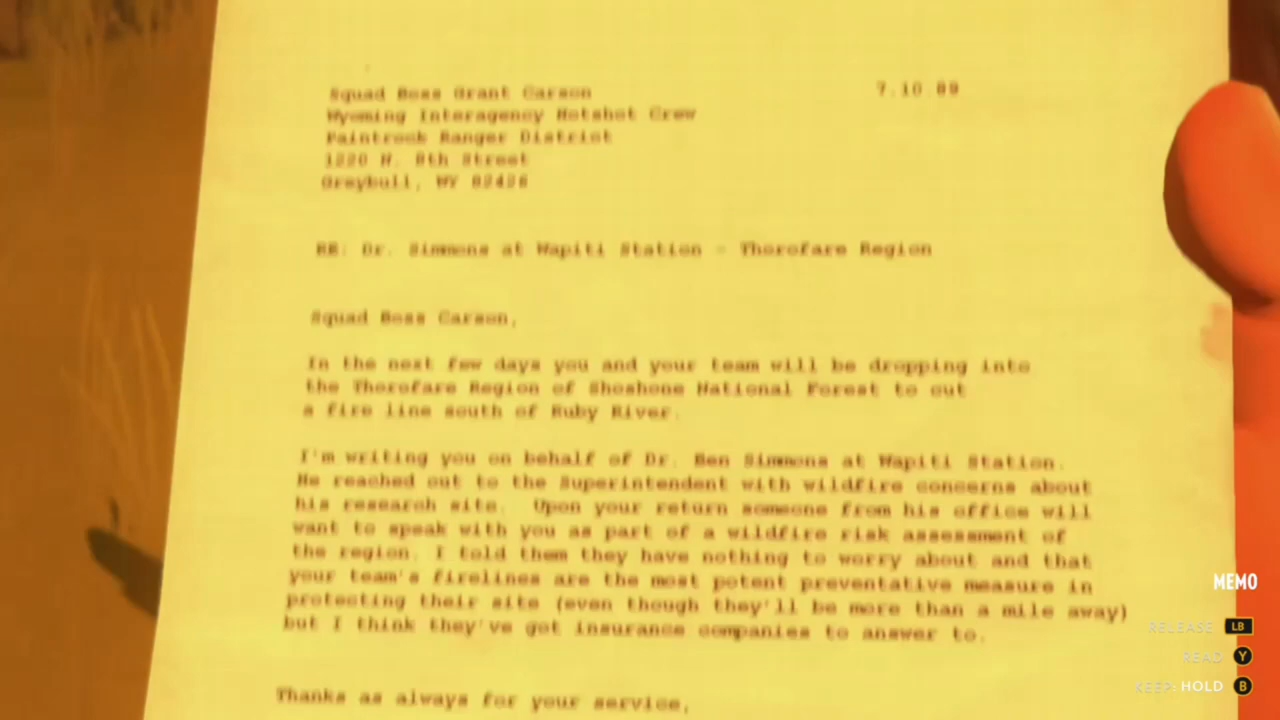 Squad Boss Grant Carson 7.10.89
Wyoming Interagency Hotshot Crew
Paintrock Ranger District
1220 N. 8th Street
Greybull, WY 82426
RE: Dr. Simmons at Wapiti Station - Thorofare Region
Squad Boss Carson,
In the next few days you and your team will be dropping into
the Thorofare Region of Shoshone National Forest to cut
a fire line south of Ruby River.
I'm writing you on behalf of Dr. Ben Simmons at Wapiti Station.
He reached out to the Superintendent with wildfire concerns about
his research site. Upon your return someone from his office will
want to speak with you as part of a wildfire risk assessment of
the region. I told them they have nothing to worry about and that
your team's firelines are the most potent preventative measure in
protecting their site (even though they'll be more than a mile away)
but I think they've got insurance companies to answer to.
Thanks as always for your service,
MEMO
RELEASE LB
READ Y
KEEP: HOLD B